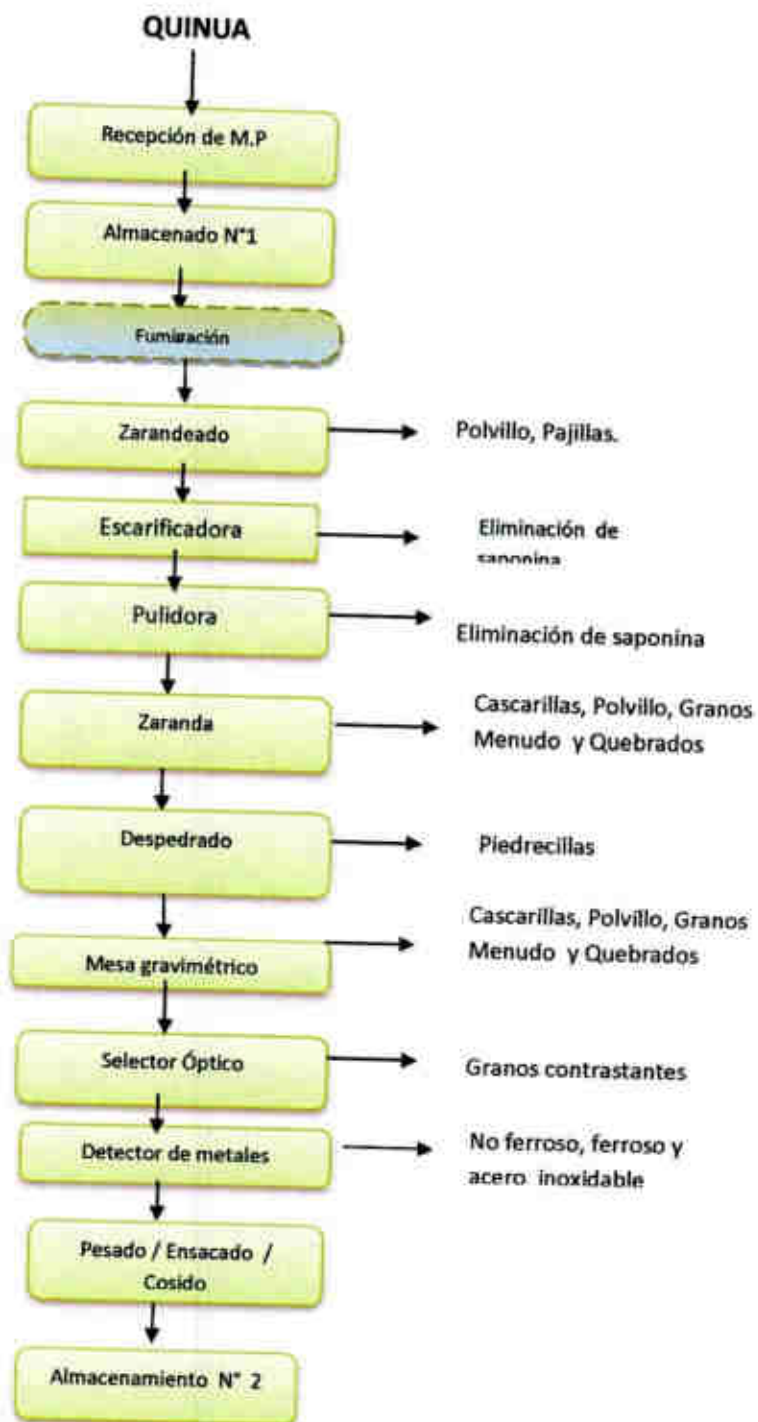 QUINUA
Recepción de M.P
Almacenado N°1
Fumiración
Zarandeado
Polvillo, Pajillas.
Escarificadora
Eliminación de
saponina
Pulidora
Eliminación de saponina
Zaranda
Cascarillas, Polvillo, Granos
Menudo y Quebrados
Despedrado
Piedrecillas
Cascarillas, Polvillo, Granos
Menudo y Quebrados
Mesa gravimétrico
Selector Óptico
Granos contrastantes
Detector de metales
No ferroso, ferroso y
acero inoxidable
Pesado / Ensacado /
Cosido
Almacenamiento N° 2